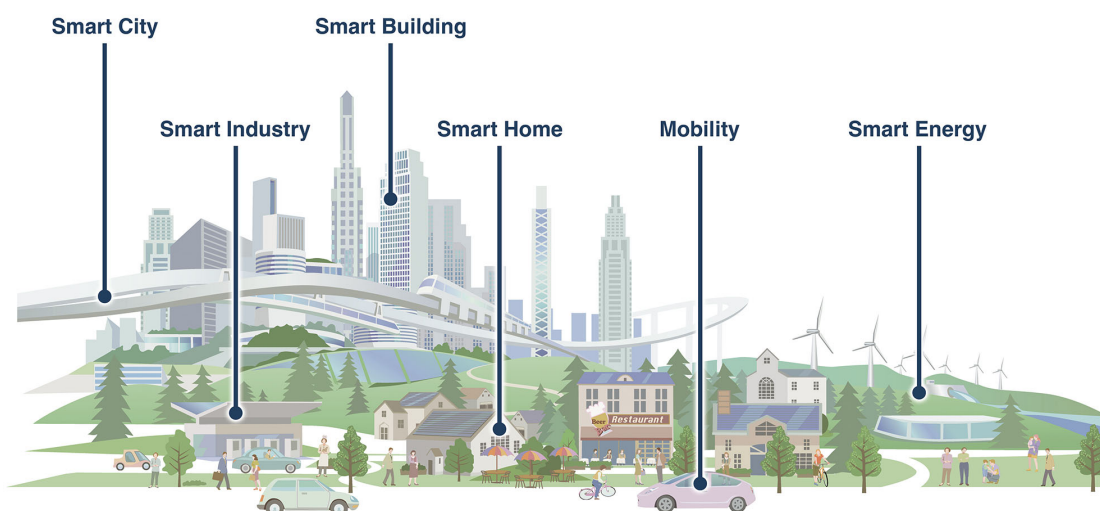 Smart City
Smart Building
Smart Industry
Smart Home
Mobility
Smart Energy
Beer
Restaurant